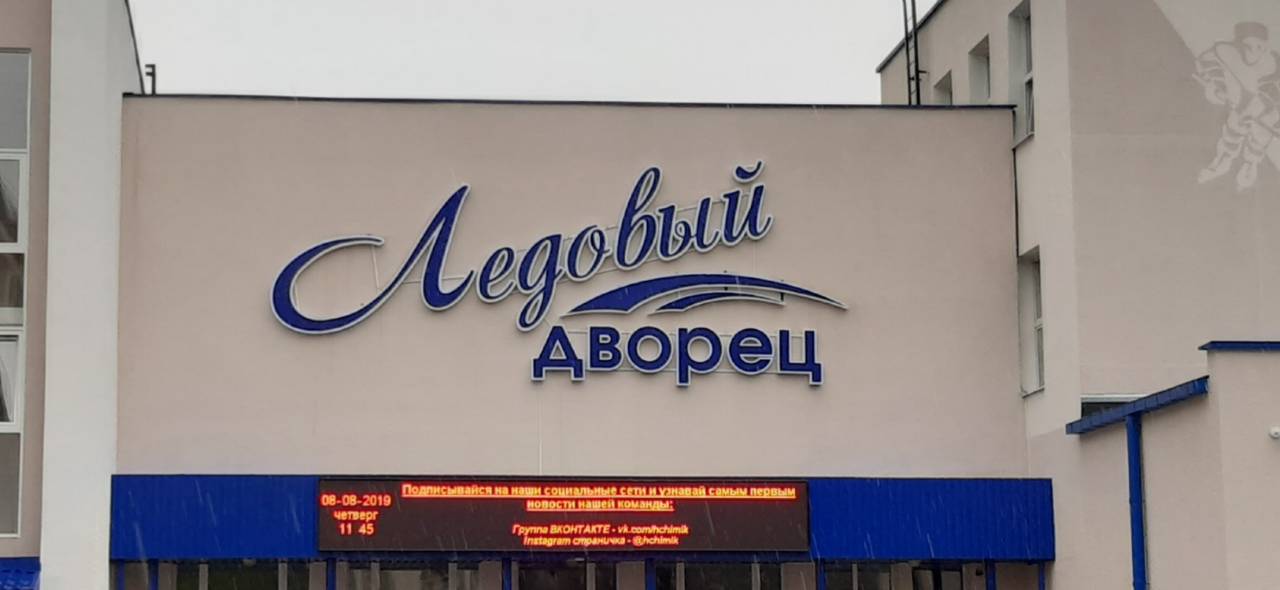 Ледовый
дворец
08-08-2019
четверг
11 45
Подписывайся на наши социальные сети и узнавай самым первым
новости нашей команды:
Группа ВКОНТАКТЕ - vk.com/hchimik
Instagram страничка - @hchimik